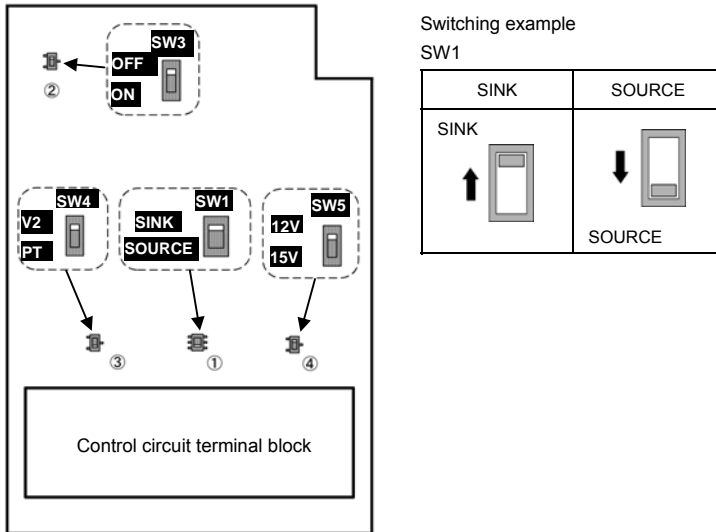 SW3
OFF
ON
②
SW4
V2
PT
SW1
SINK
SOURCE
SW5
12V
15V
③
①
④
Control circuit terminal block
Switching example
SW1
SINK SOURCE
SINK
SOURCE